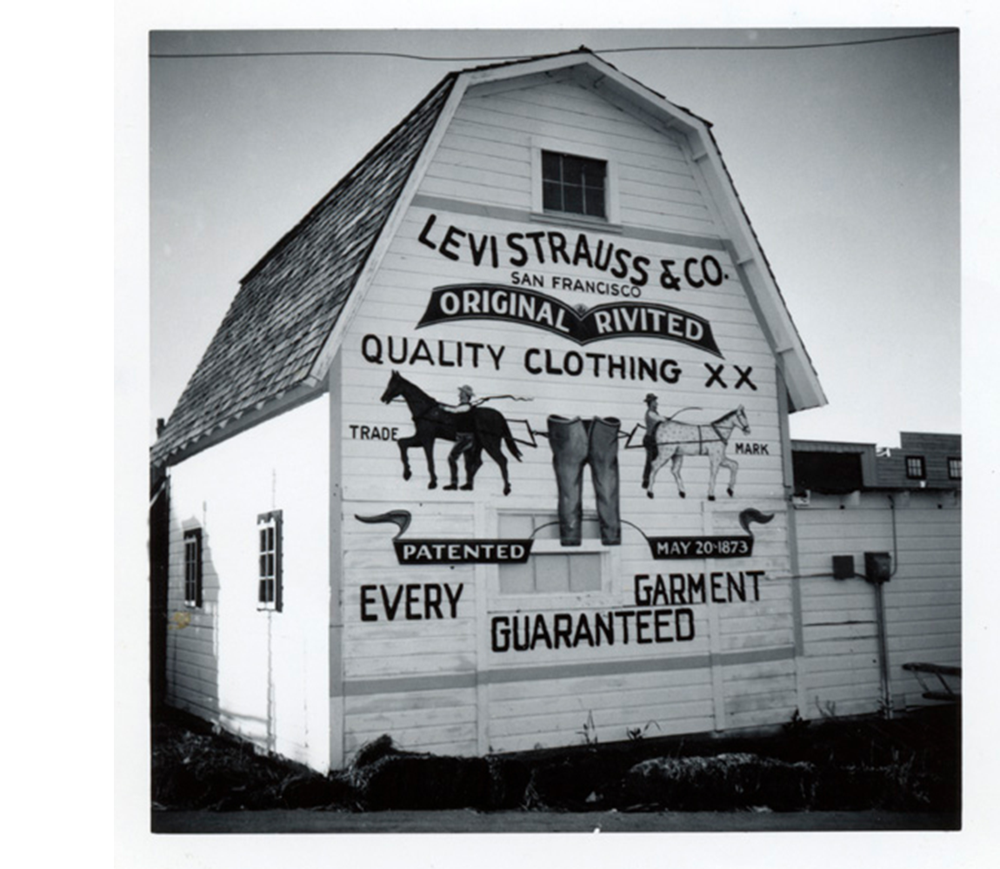 LEVI STRAUSS & CO.
SAN FRANCISCO
ORIGINAL RIVITED
QUALITY CLOTHING XX
TRADE MARK
PATENTED MAY 20 1873
EVERY GARMENT
GUARANTEED